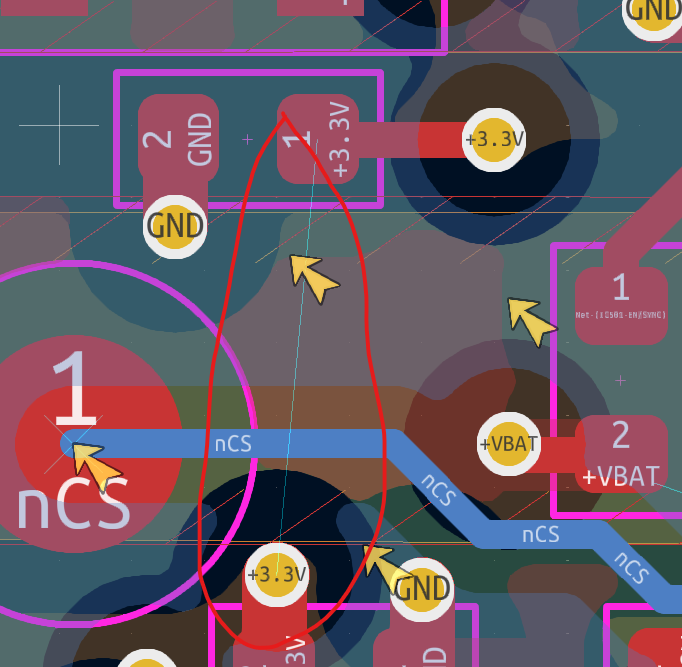 GND
2
GND
1
+3.3V
+3.3V
GND
1
1
nCS
nCS
+VBAT
2
+VBAT
nCS
nCS
nCS
+3.3V
GND